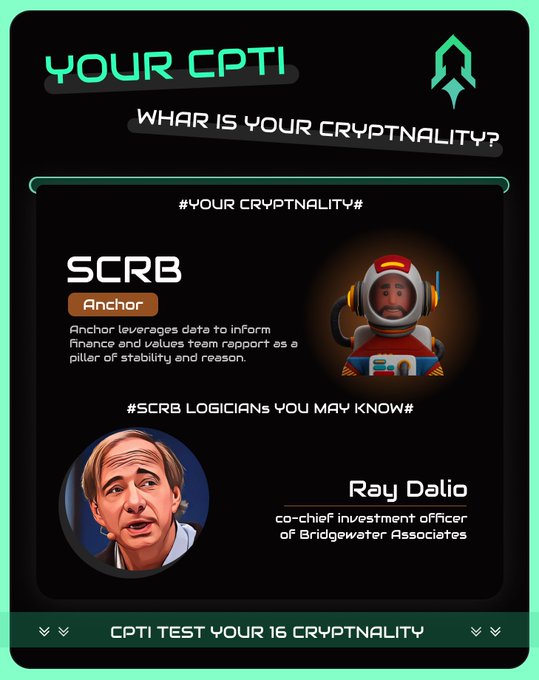 YOUR CPTI
WHAR IS YOUR CRYPTNALITY?
#YOUR CRYPTNALITY#
SCRB
Anchor
Anchor leverages data to inform
finance and values team rapport as a
pillar of stability and reason.
#SCRB LOGICIANs YOU MAY KNOW#
Ray Dalio
co-chief investment officer
of Bridgewater Associates
CPTI TEST YOUR 16 CRYPTNALITY